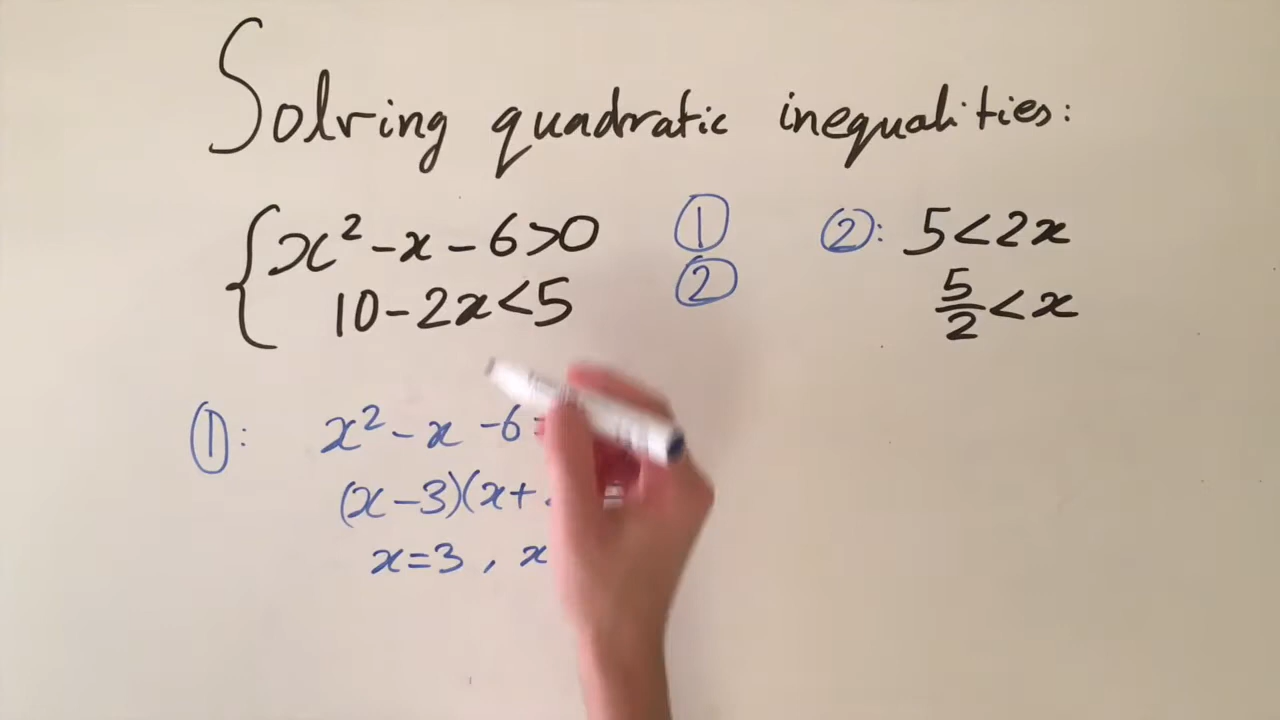 Solving quadratic inequalities:
{ x² - x - 6 > 0 ①
10 - 2x < 5 ②
②: 5 < 2x
5/2 < x
①: x² - x - 6
(x - 3)(x +
x = 3 , x